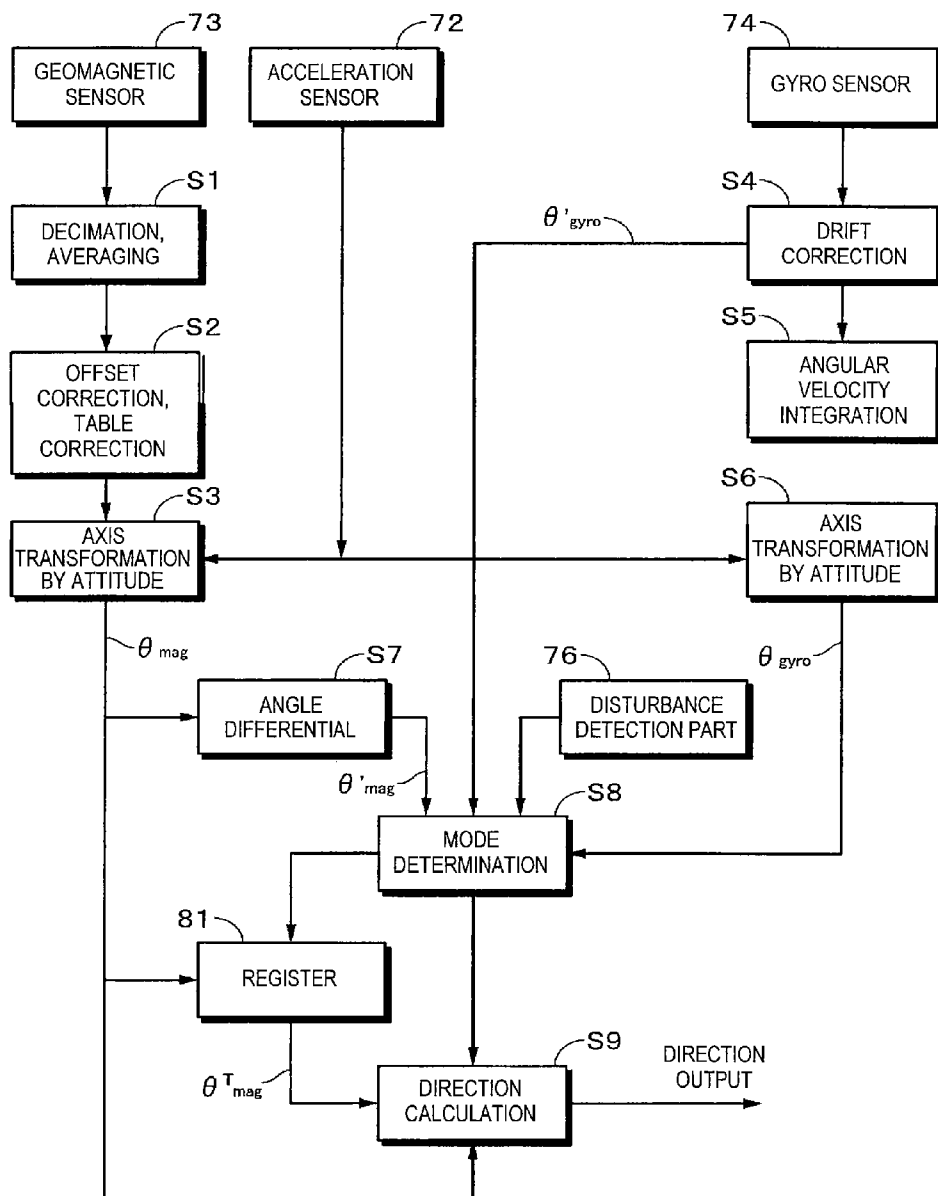 73
GEOMAGNETIC
SENSOR
72
ACCELERATION
SENSOR
74
GYRO SENSOR
S1
DECIMATION,
AVERAGING
S4
DRIFT
CORRECTION
θ'gyro
S2
OFFSET
CORRECTION,
TABLE
CORRECTION
S5
ANGULAR
VELOCITY
INTEGRATION
S3
AXIS
TRANSFORMATION
BY ATTITUDE
S6
AXIS
TRANSFORMATION
BY ATTITUDE
θmag
θgyro
S7
ANGLE
DIFFERENTIAL
76
DISTURBANCE
DETECTION PART
θ'mag
S8
MODE
DETERMINATION
81
REGISTER
θTmag
S9
DIRECTION
CALCULATION
DIRECTION
OUTPUT